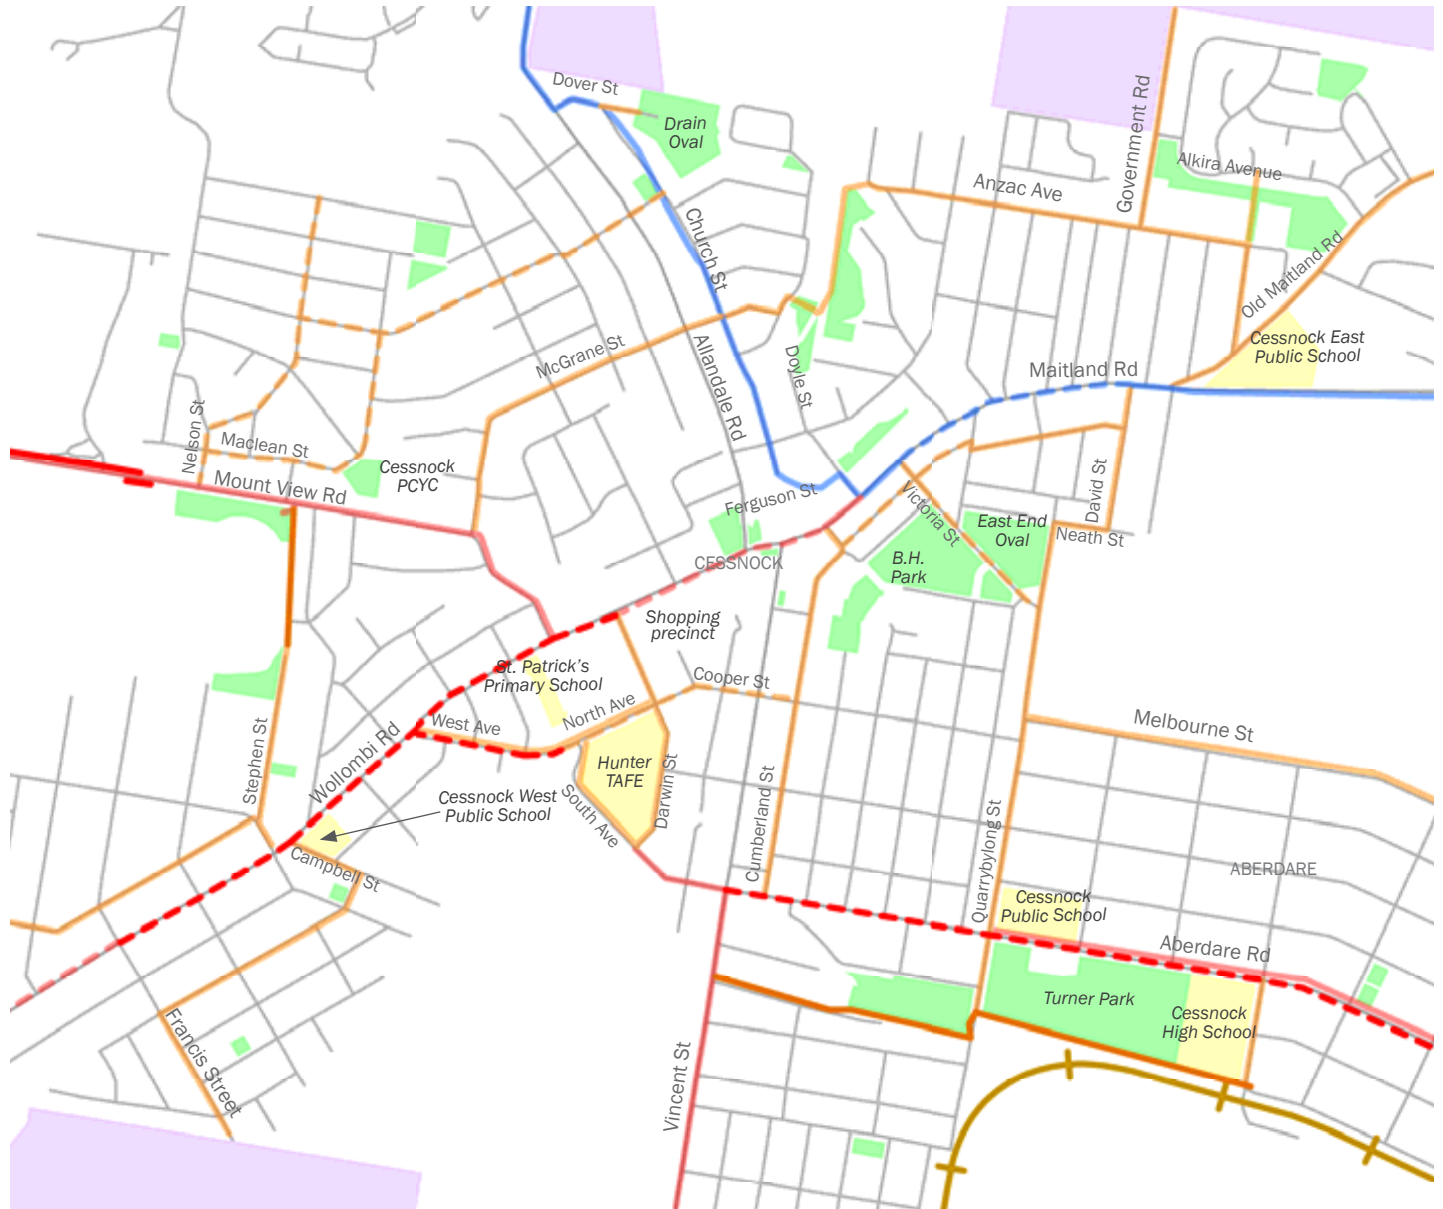 Dover St
Drain
Oval
Government Rd
Alkira Avenue
Anzac Ave
Church St
Old Maitland Rd
Cessnock East
Public School
McGrane St
Allandale Rd
Doyle St
Maitland Rd
Nelson St
Maclean St
Cessnock
PCYC
Mount View Rd
Ferguson St
Victoria St
David St
East End
Oval
Neath St
CESSNOCK
B.H.
Park
Shopping
precinct
St. Patrick's
Primary School
Cooper St
North Ave
West Ave
Melbourne St
Wollombi Rd
Stephen St
Hunter
TAFE
Darwin St
South Ave
Cessnock West
Public School
Cumberland St
Quarrybylong St
Campbell St
ABERDARE
Cessnock
Public School
Aberdare Rd
Turner Park
Cessnock
High School
Francis Street
Vincent St